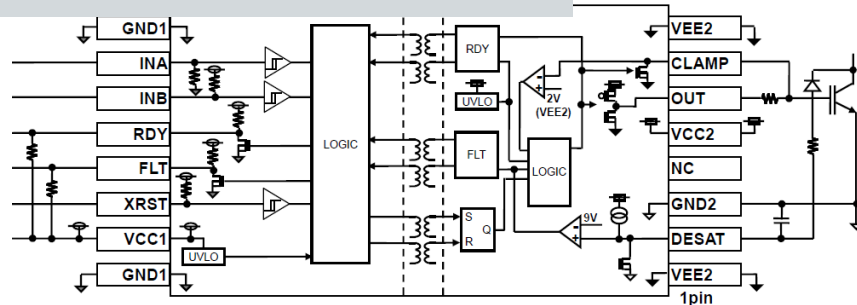 GND1
INA
INB
RDY
FLT
XRST
VCC1
GND1
UVLO
LOGIC
RDY
UVLO
FLT
S
Q
R
- +
2V
(VEE2)
LOGIC
9V
- +
VEE2
CLAMP
OUT
VCC2
NC
GND2
DESAT
VEE2
1pin